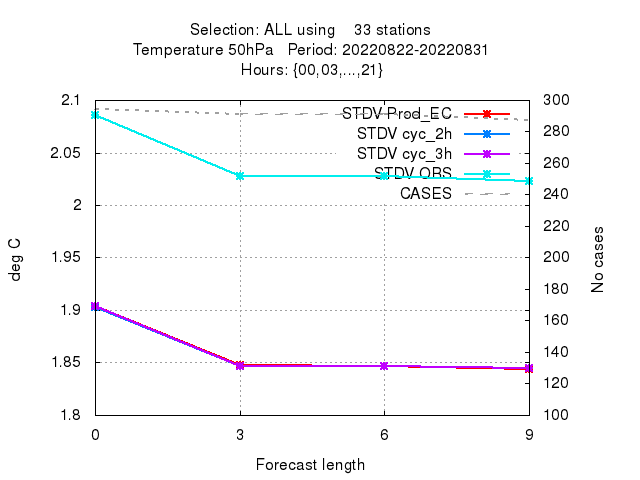 Selection: ALL using 33 stations
Temperature 50hPa Period: 20220822-20220831
Hours: {00,03,...,21}
2.1
2.05
2
1.95
1.9
1.85
1.8
deg C
300
280
260
240
220
200
180
160
140
120
100
No cases
STDV Prod_EC
STDV cyc_2h
STDV cyc_3h
STDV OBS
CASES
0 3 6 9
Forecast length